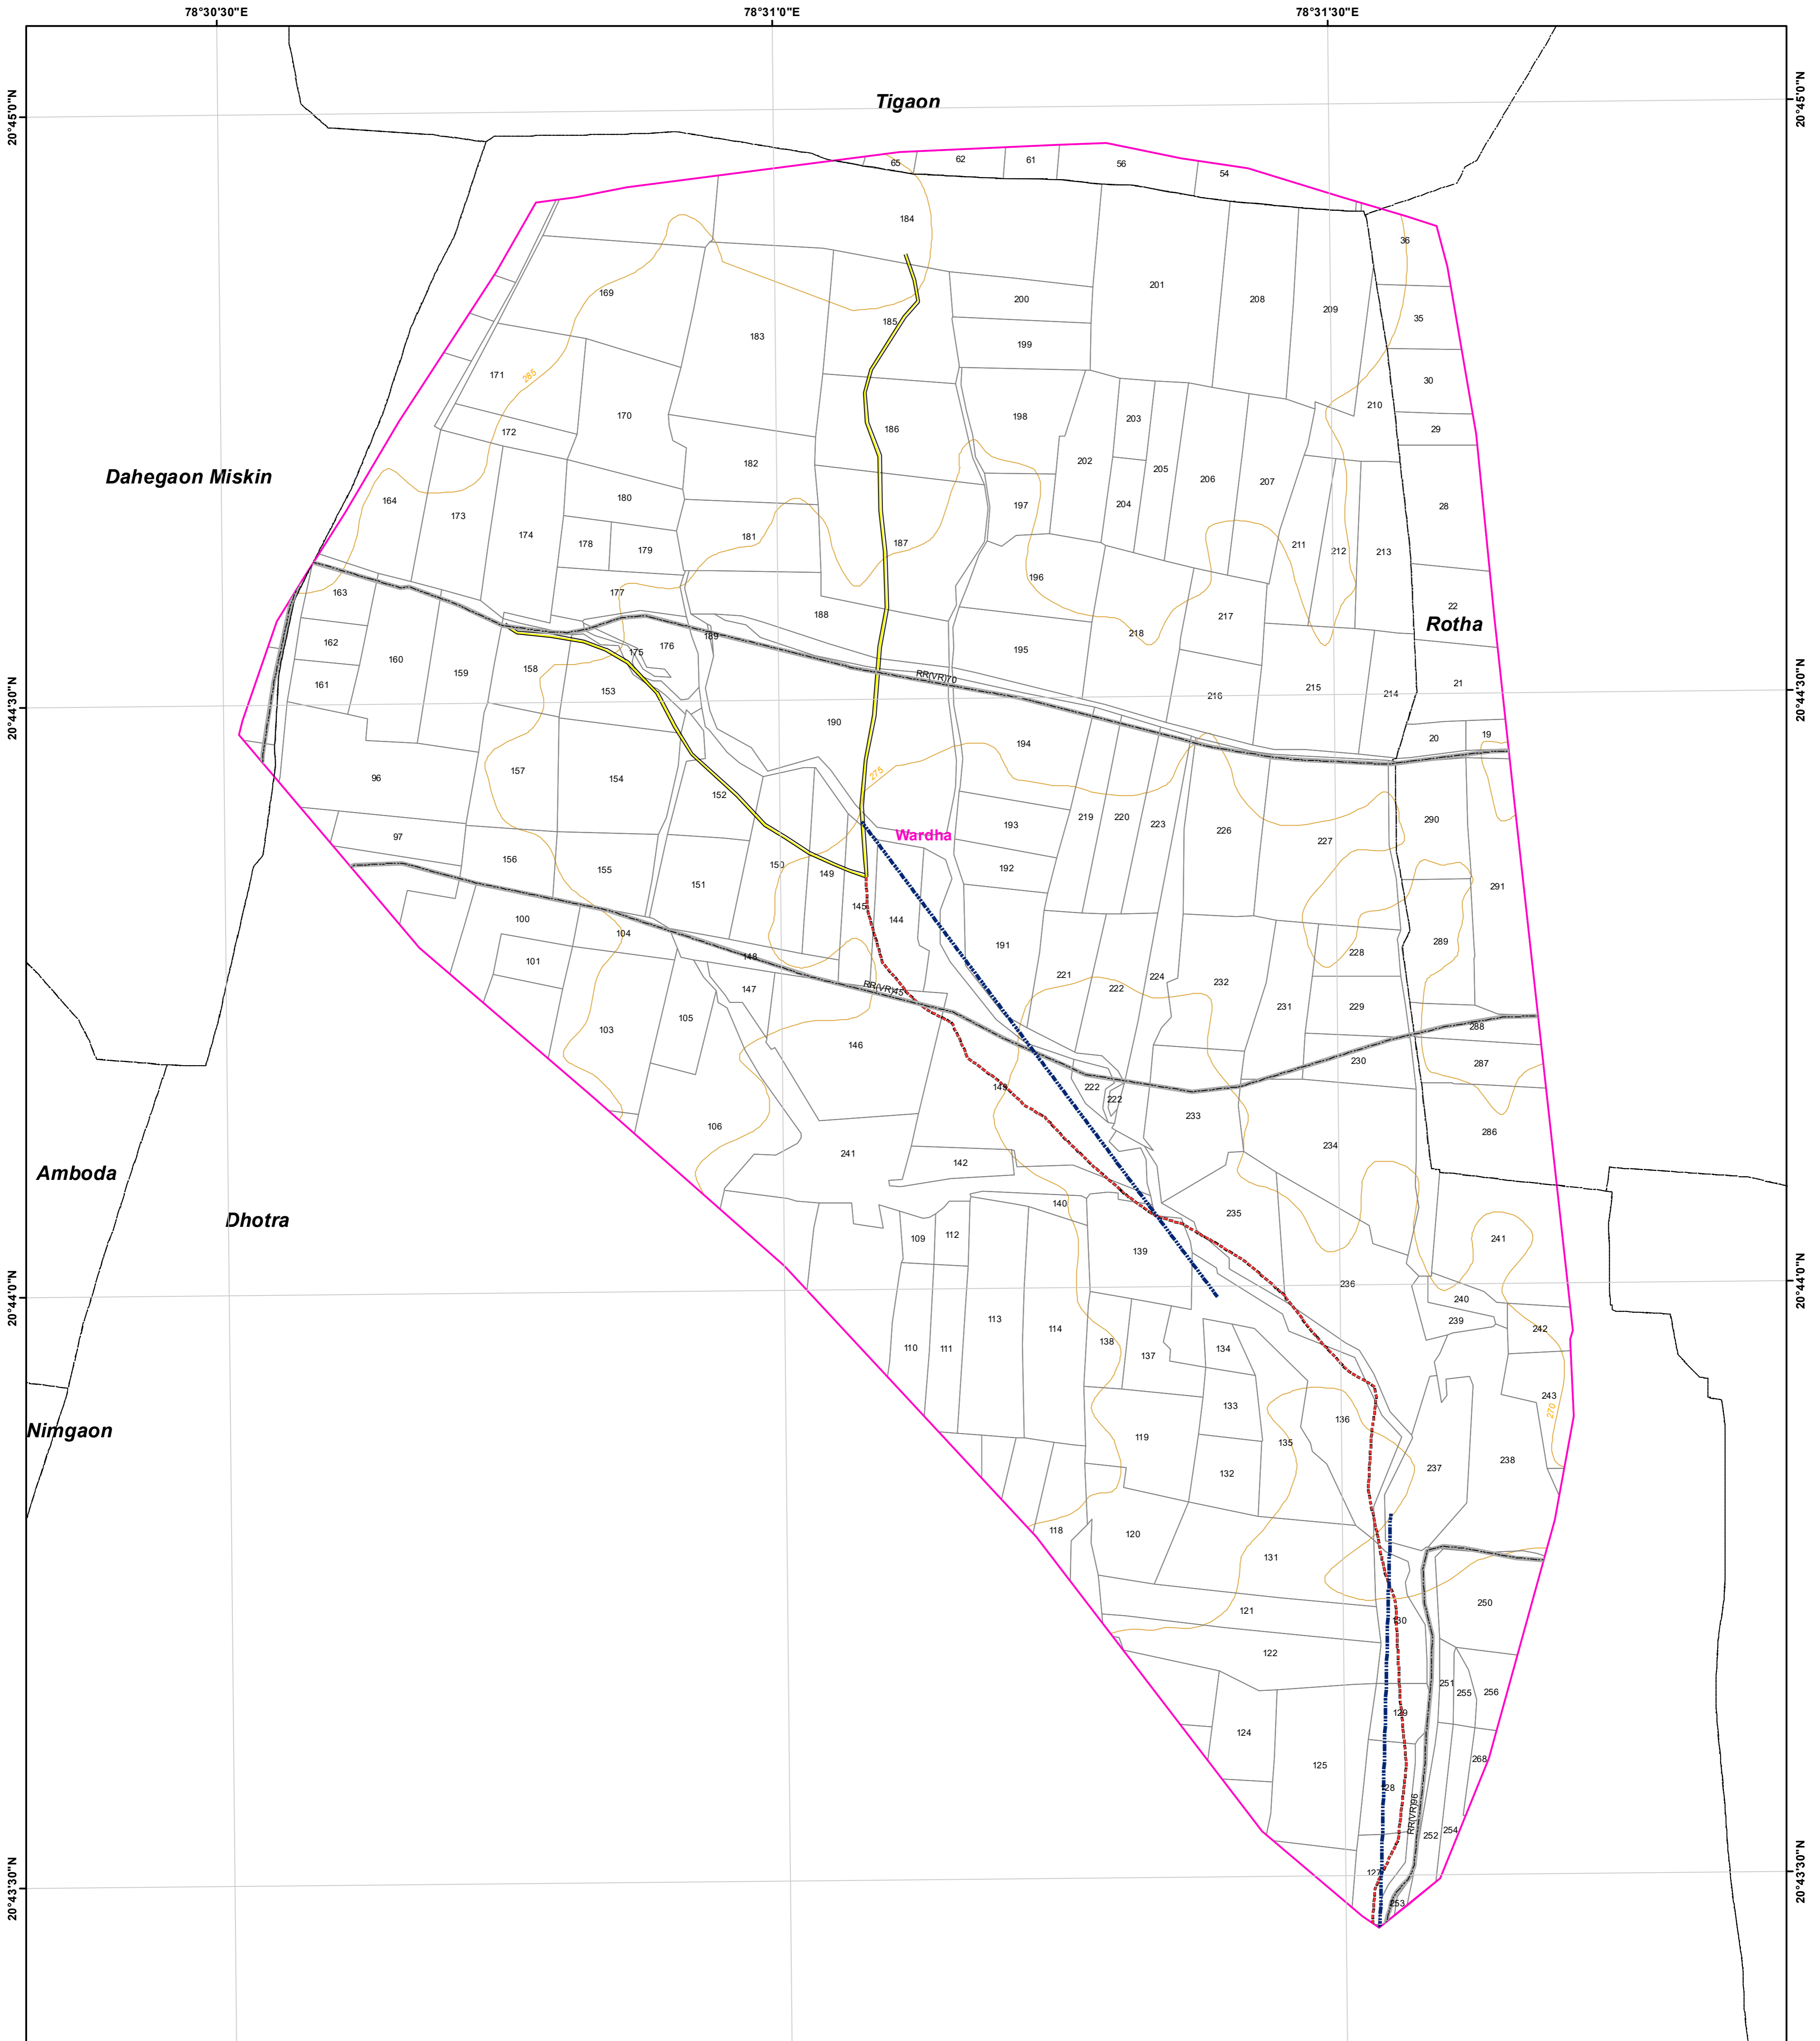 78°30'30"E 78°31'0"E 78°31'30"E
20°45'0"N 20°45'0"N
Tigaon
65 62 61 56 54
184
36
169 200 201 208 209
185 35
183 199
171 30
170 198 203 210
172 186 29
182 202 205 206 207
285
Dahegaon Miskin
164 180 197 204 28
173 174 181 187
178 179 211 212 213
196
163 177 188 217 22
162 189 218 Rotha
176 175 195
160 159 158 RR(VR)70
161 153 216 215 214 21
20°44'30"N 20°44'30"N
190 194 20 19
96 157 154 275
152 193 219 220 223 226 290
97 Wardha 227
156 155 150 149 192
151 291
145 144
100 104 191 228 289
101 148 221 224
147 RR(VR)45 222 232
105 231 229
103 146 288
230 287
149 222
222 233
106 234 286
241
142
Amboda
140 235
Dhotra
109 112 139 241
20°44'0"N 236 20°44'0"N
240
113 114 239 242
110 111 138 137 134
243
133 136 270
Nimgaon
119 135
132 237 238
118 120
131
121 130 250
122
251 255 256
129
124
125 268
128
RR(VR)96
252 254
127
20°43'30"N 20°43'30"N
253